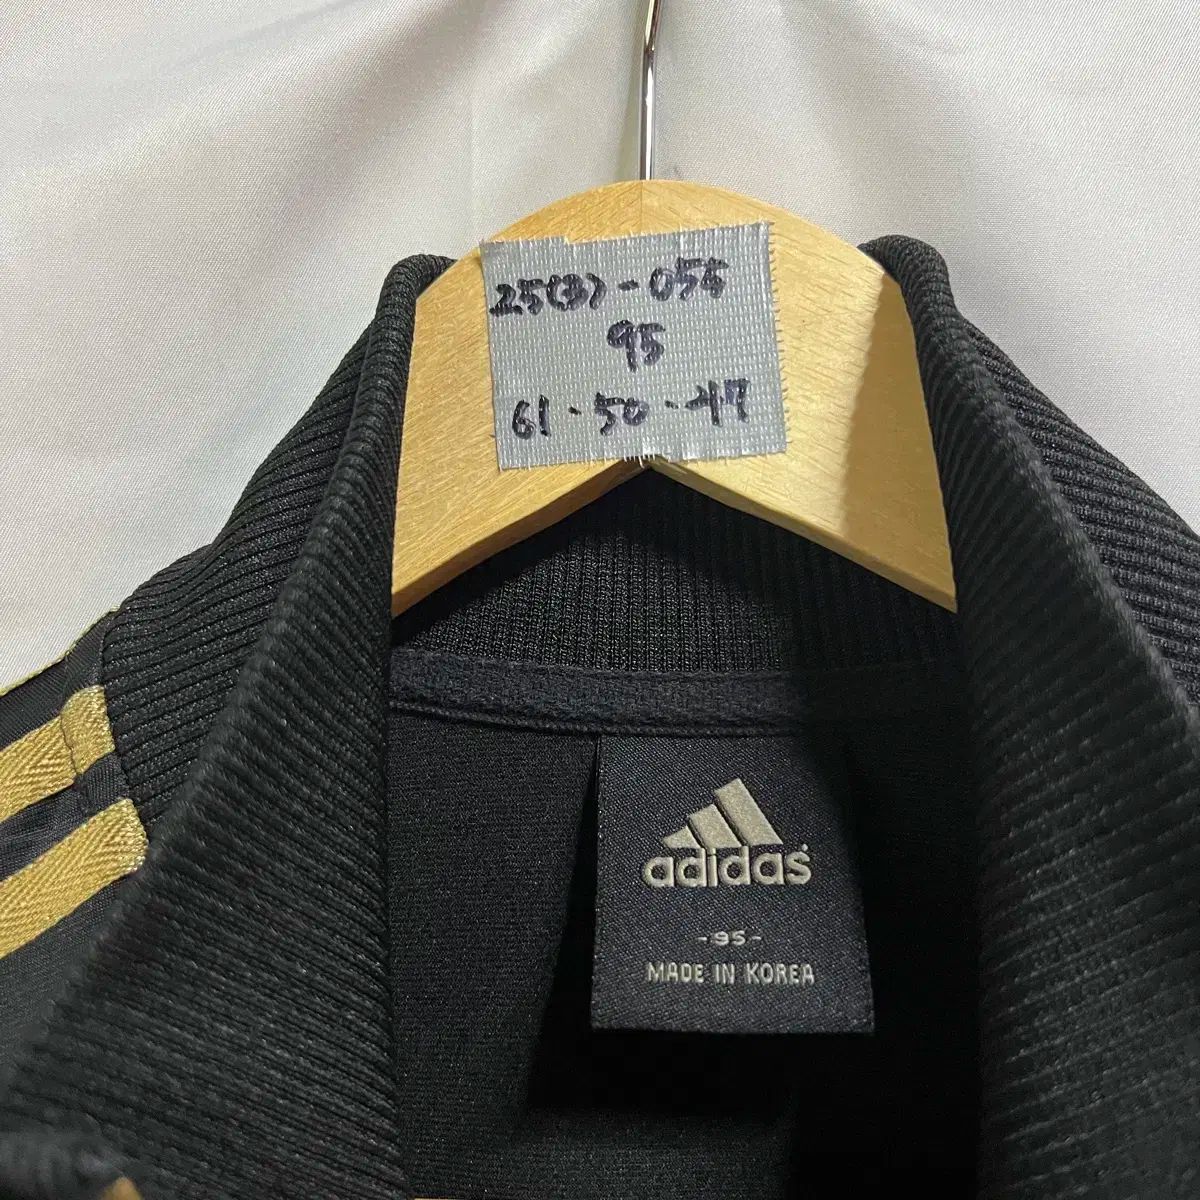 25(3)-055
95
61.50.47
adidas
-95-
MADE IN KOREA